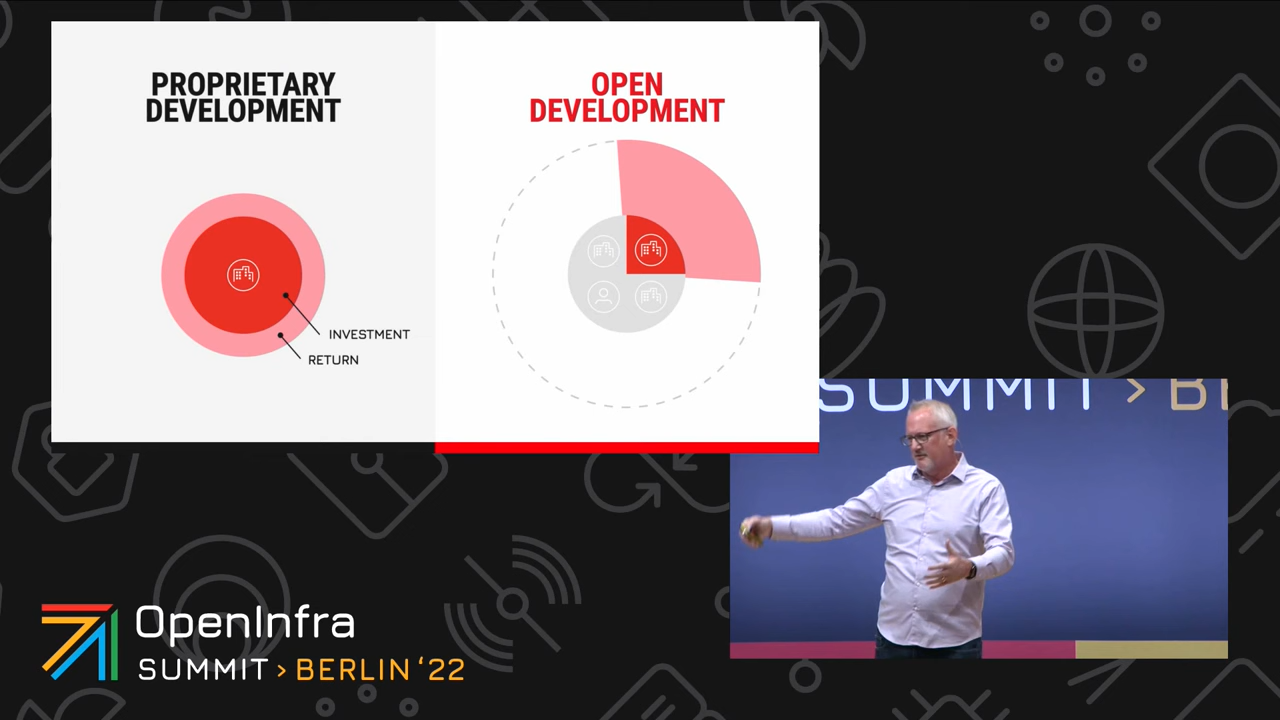 PROPRIETARY
DEVELOPMENT
OPEN
DEVELOPMENT
INVESTMENT
RETURN
SUMMIT >
OpenInfra
SUMMIT > BERLIN ‘22